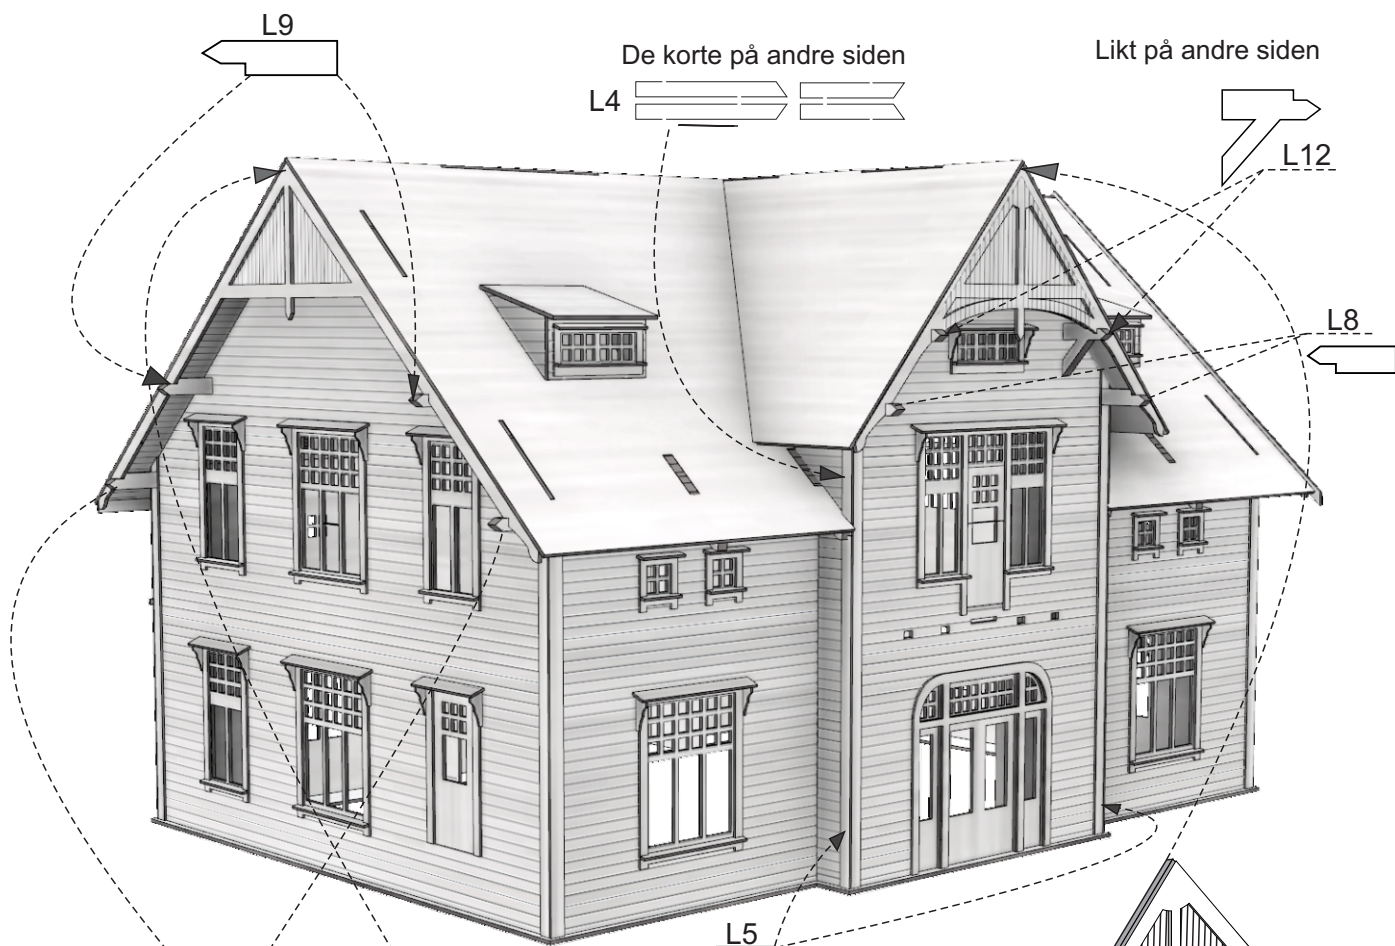 L9
De korte på andre siden
L4
Likt på andre siden
L12
L8
L5